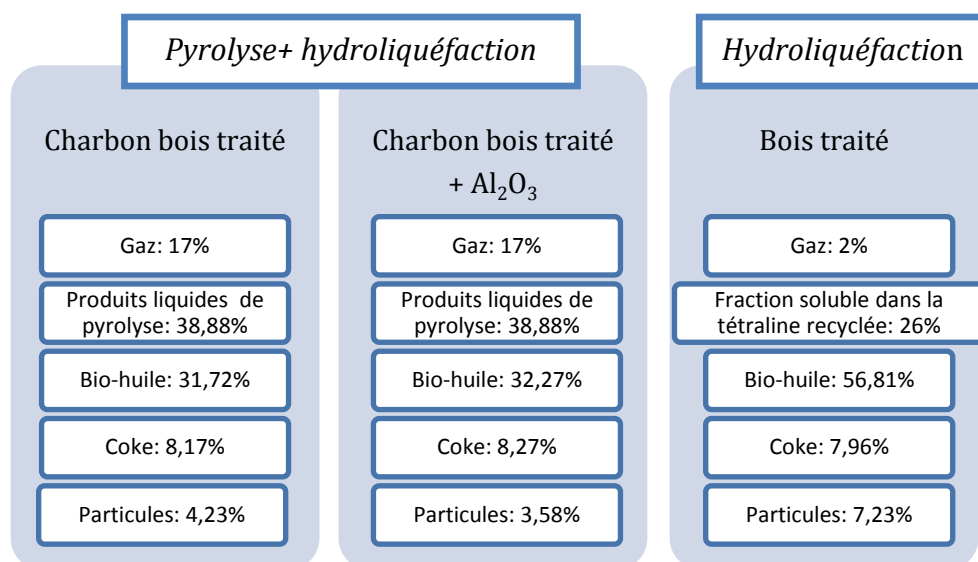 Pyrolyse+ hydroliquéfaction
Hydroliquéfaction
Charbon bois traité
Gaz: 17%
Produits liquides de
pyrolyse: 38,88%
Bio-huile: 31,72%
Coke: 8,17%
Particules: 4,23%
Charbon bois traité
+ Al₂O₃
Gaz: 17%
Produits liquides de
pyrolyse: 38,88%
Bio-huile: 32,27%
Coke: 8,27%
Particules: 3,58%
Bois traité
Gaz: 2%
Fraction soluble dans la
tétraline recyclée: 26%
Bio-huile: 56,81%
Coke: 7,96%
Particules: 7,23%